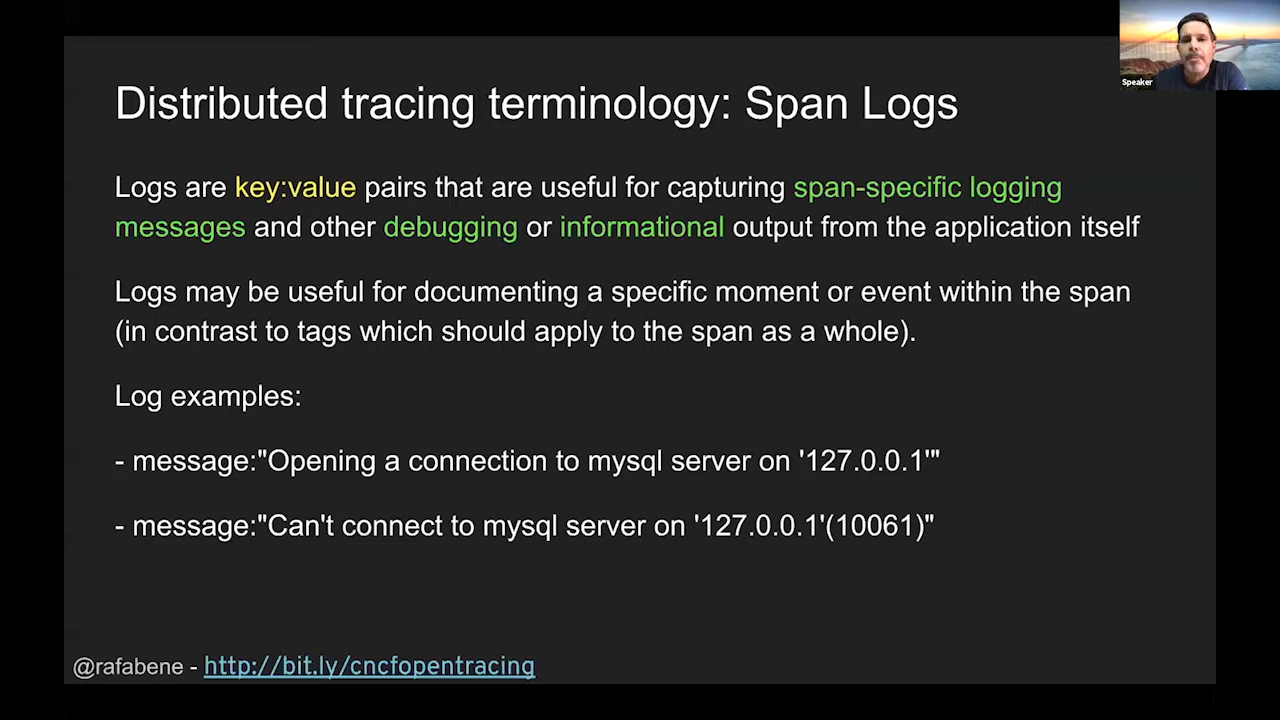 Speaker
Distributed tracing terminology: Span Logs
Logs are key:value pairs that are useful for capturing span-specific logging
messages and other debugging or informational output from the application itself
Logs may be useful for documenting a specific moment or event within the span
(in contrast to tags which should apply to the span as a whole).
Log examples:
- message:"Opening a connection to mysql server on '127.0.0.1'"
- message:"Can't connect to mysql server on '127.0.0.1'(10061)"
@rafabene - http://bit.ly/cncfopentracing